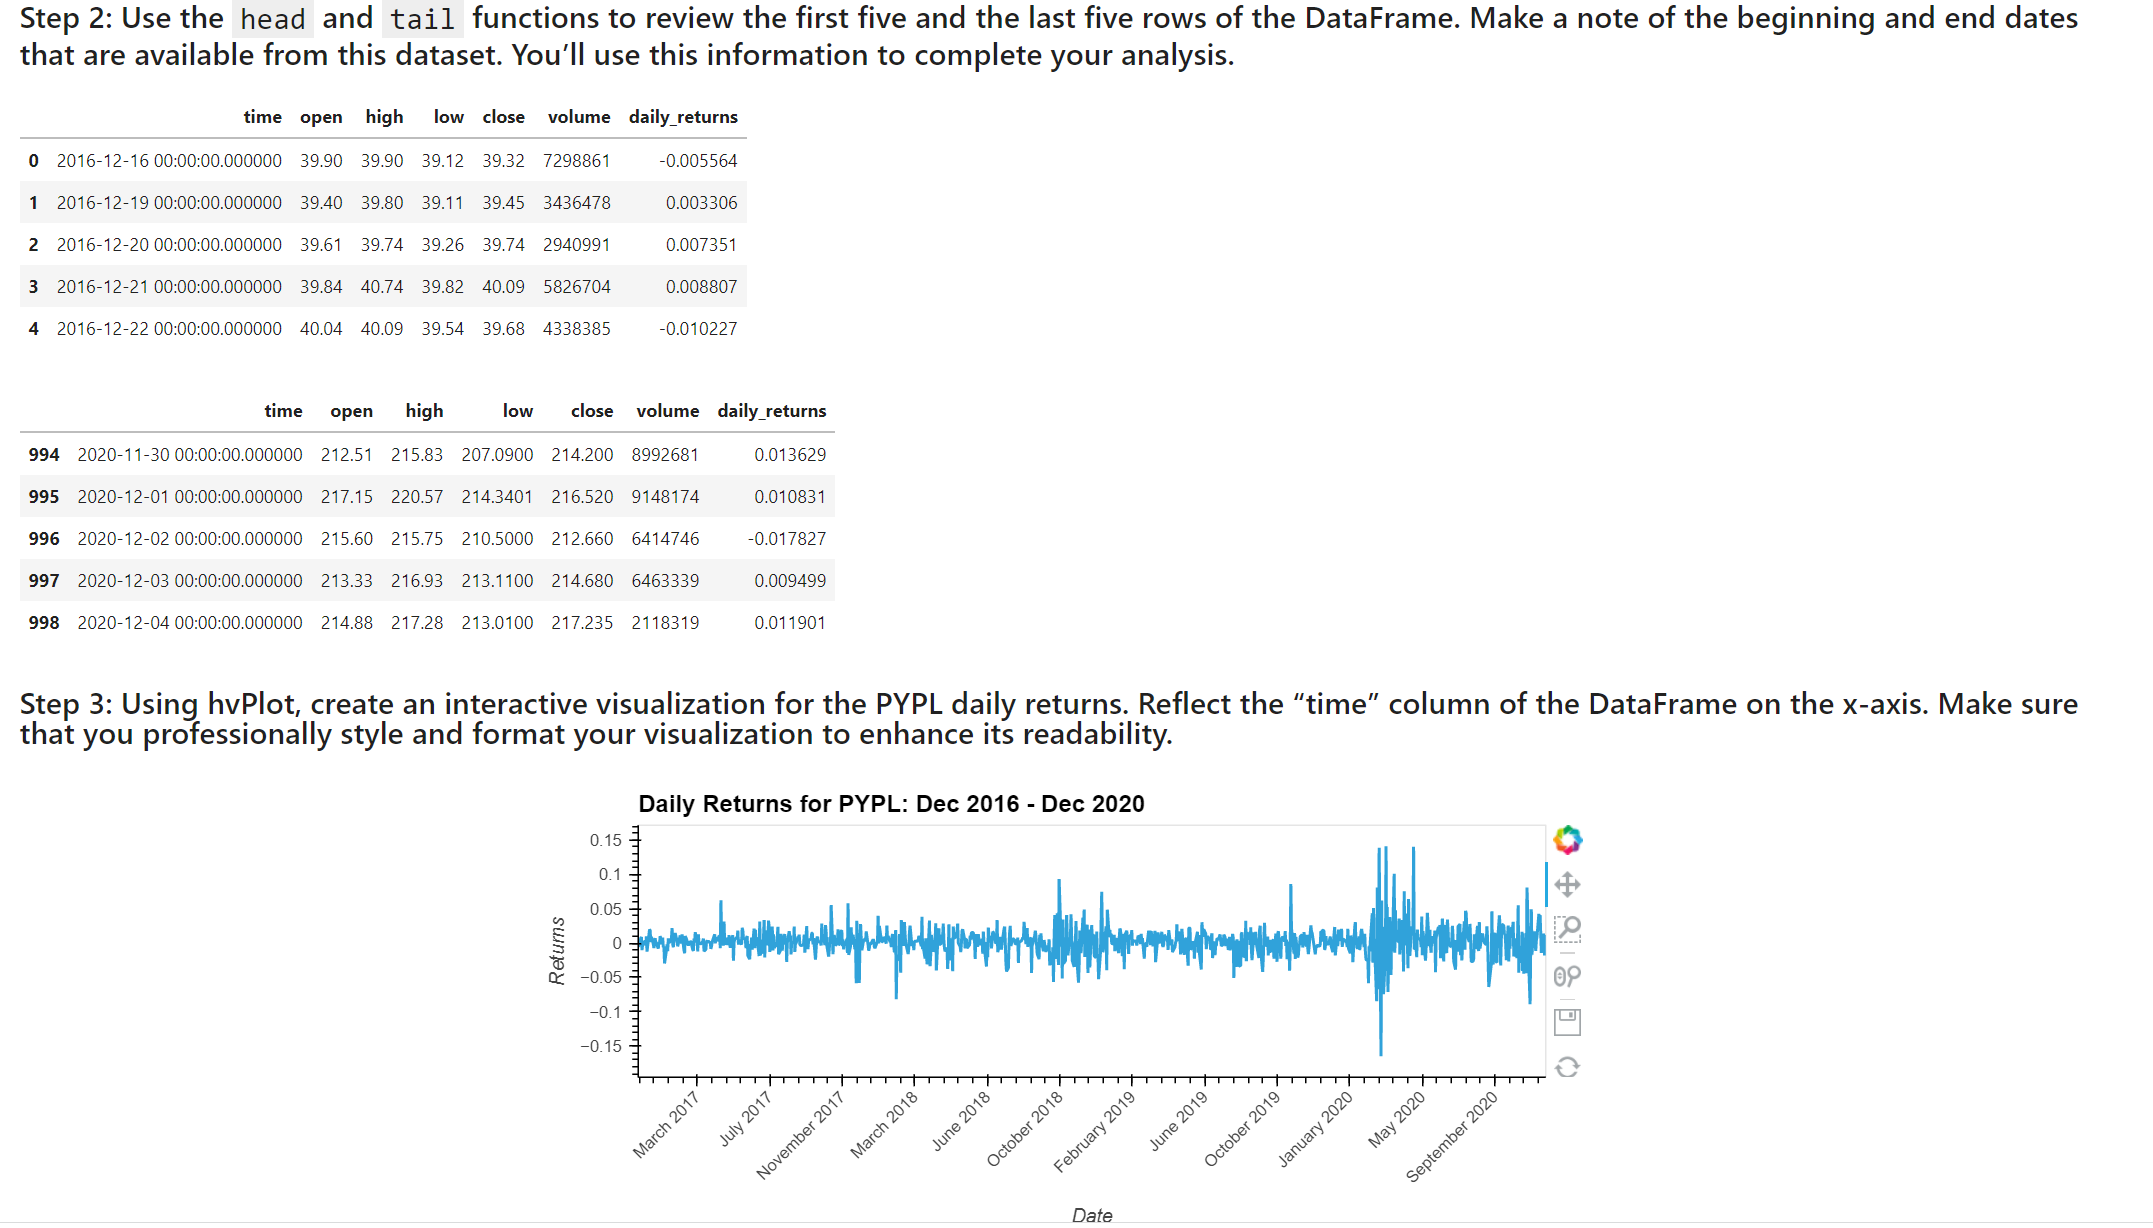 Step 2: Use the head and tail functions to review the first five and the last five rows of the DataFrame. Make a note of the beginning and end dates
that are available from this dataset. You’ll use this information to complete your analysis.
time open high low close volume daily_returns
0 2016-12-16 00:00:00.000000 39.90 39.90 39.12 39.32 7298861 -0.005564
1 2016-12-19 00:00:00.000000 39.40 39.80 39.11 39.45 3436478 0.003306
2 2016-12-20 00:00:00.000000 39.61 39.74 39.26 39.74 2940991 0.007351
3 2016-12-21 00:00:00.000000 39.84 40.74 39.82 40.09 5826704 0.008807
4 2016-12-22 00:00:00.000000 40.04 40.09 39.54 39.68 4338385 -0.010227
time open high low close volume daily_returns
994 2020-11-30 00:00:00.000000 212.51 215.83 207.0900 214.200 8992681 0.013629
995 2020-12-01 00:00:00.000000 217.15 220.57 214.3401 216.520 9148174 0.010831
996 2020-12-02 00:00:00.000000 215.60 215.75 210.5000 212.660 6414746 -0.017827
997 2020-12-03 00:00:00.000000 213.33 216.93 213.1100 214.680 6463339 0.009499
998 2020-12-04 00:00:00.000000 214.88 217.28 213.0100 217.235 2118319 0.011901
Step 3: Using hvPlot, create an interactive visualization for the PYPL daily returns. Reflect the “time” column of the DataFrame on the x-axis. Make sure
that you professionally style and format your visualization to enhance its readability.
Daily Returns for PYPL: Dec 2016 - Dec 2020
0.15
0.1
0.05
0
−0.05
−0.1
−0.15
Returns
March 2017
July 2017
November 2017
March 2018
June 2018
October 2018
February 2019
June 2019
October 2019
January 2020
May 2020
September 2020
Date